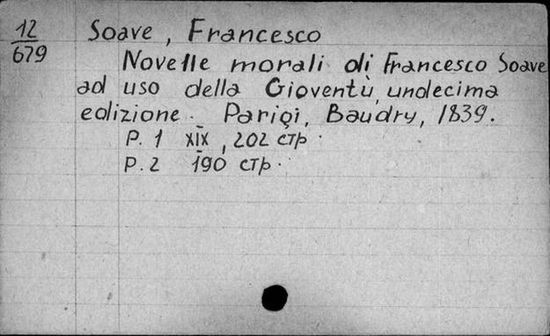 12
679
Soave, Francesco
Novelle morali di Francesco Soave
ad uso della Gioventù, undecima
edizione. Parigi, Baudry, 1839.
P. 1 XIX, 202 стр.
P. 2 190 стр.